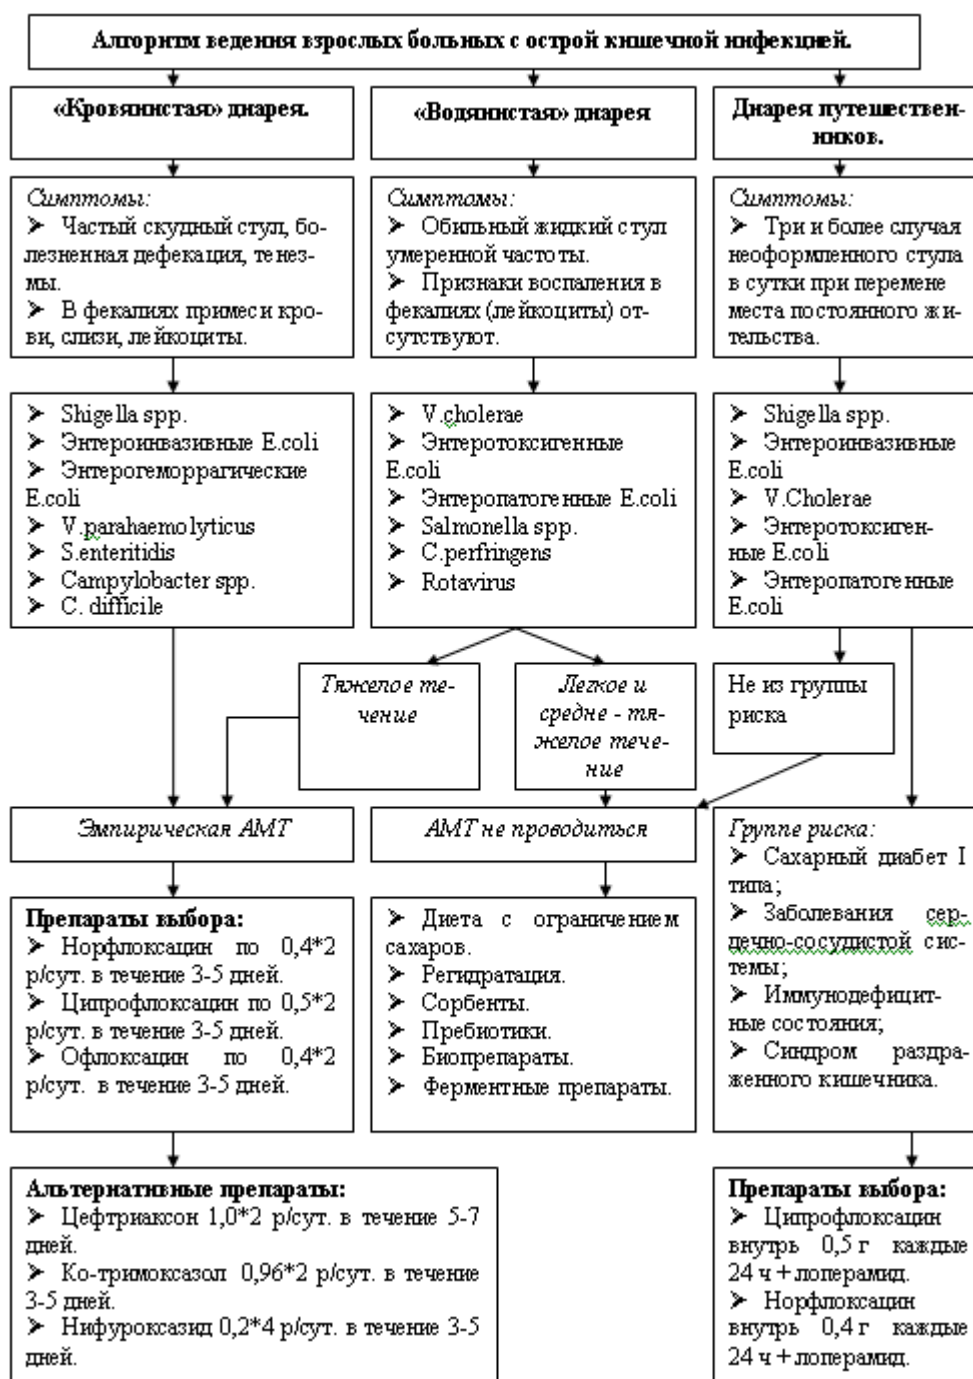 Алгоритм ведения взрослых больных с острой кишечной инфекцией.
«Кровянистая» диарея.
«Водянистая» диарея
Диарея путешествен-
ников.
Симптомы:
➢ Частый скудный стул, бо-
лезненная дефекация, тенез-
мы.
➢ В фекалиях примеси кро-
ви, слизи, лейкоциты.
Симптомы:
➢ Обильный жидкий стул
умеренной частоты.
➢ Признаки воспаления в
фекалиях (лейкоциты) от-
сутствуют.
Симптомы:
➢ Три и более случая
неоформленного стула
в сутки при перемене
места постоянного жи-
тельства.
➢ Shigella spp.
➢ Энтероинвазивные E.coli
➢ Энтерогеморрагические
E.coli
➢ V.parahaemolyticus
➢ S.enteritidis
➢ Campylobacter spp.
➢ C. difficile
➢ V.cholerae
➢ Энтеротоксигенные
E.coli
➢ Энтеропатогенные E.coli
➢ Salmonella spp.
➢ C.perfringens
➢ Rotavirus
➢ Shigella spp.
➢ Энтероинвазивные
E.coli
➢ V.Cholerae
➢ Энтеротоксиген-
ные E.coli
➢ Энтеропатогенные
E.coli
Тяжелое те-
чение
Легкое и
средне - тя-
желое тече-
ние
Не из группы
риска
Эмпирическая АМТ
АМТ не проводиться
Группе риска:
➢ Сахарный диабет I
типа;
➢ Заболевания сер-
дечно-сосудистой сис-
темы;
➢ Иммунодефицит-
ные состояния;
➢ Синдром раздра-
женного кишечника.
Препараты выбора:
➢ Норфлоксацин по 0,4*2
р/сут. в течение 3-5 дней.
➢ Ципрофлоксацин по 0,5*2
р/сут. в течение 3-5 дней.
➢ Офлоксацин по 0,4*2
р/сут. в течение 3-5 дней.
➢ Диета с ограничением
сахаров.
➢ Регидратация.
➢ Сорбенты.
➢ Пребиотики.
➢ Биопрепараты.
➢ Ферментные препараты.
Альтернативные препараты:
➢ Цефтриаксон 1,0*2 р/сут. в течение 5-7
дней.
➢ Ко-тримоксазол 0,96*2 р/сут. в течение
3-5 дней.
➢ Нифуроксазид 0,2*4 р/сут. в течение 3-5
дней.
Препараты выбора:
➢ Ципрофлоксацин
внутрь 0,5 г каждые
24 ч + лоперамид.
➢ Норфлоксацин
внутрь 0,4 г каждые
24 ч + лоперамид.